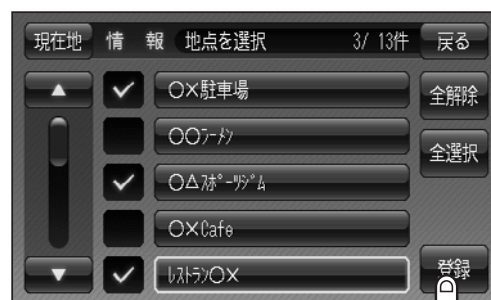 現在地 情 報 地点を選択 3/ 13件 戻る
○×駐車場
全解除
○○ﾗｰﾒﾝ
全選択
○△ｽﾎﾟｰﾂｼﾞﾑ
○×Cafe
ﾚｽﾄﾗﾝ○×
登録